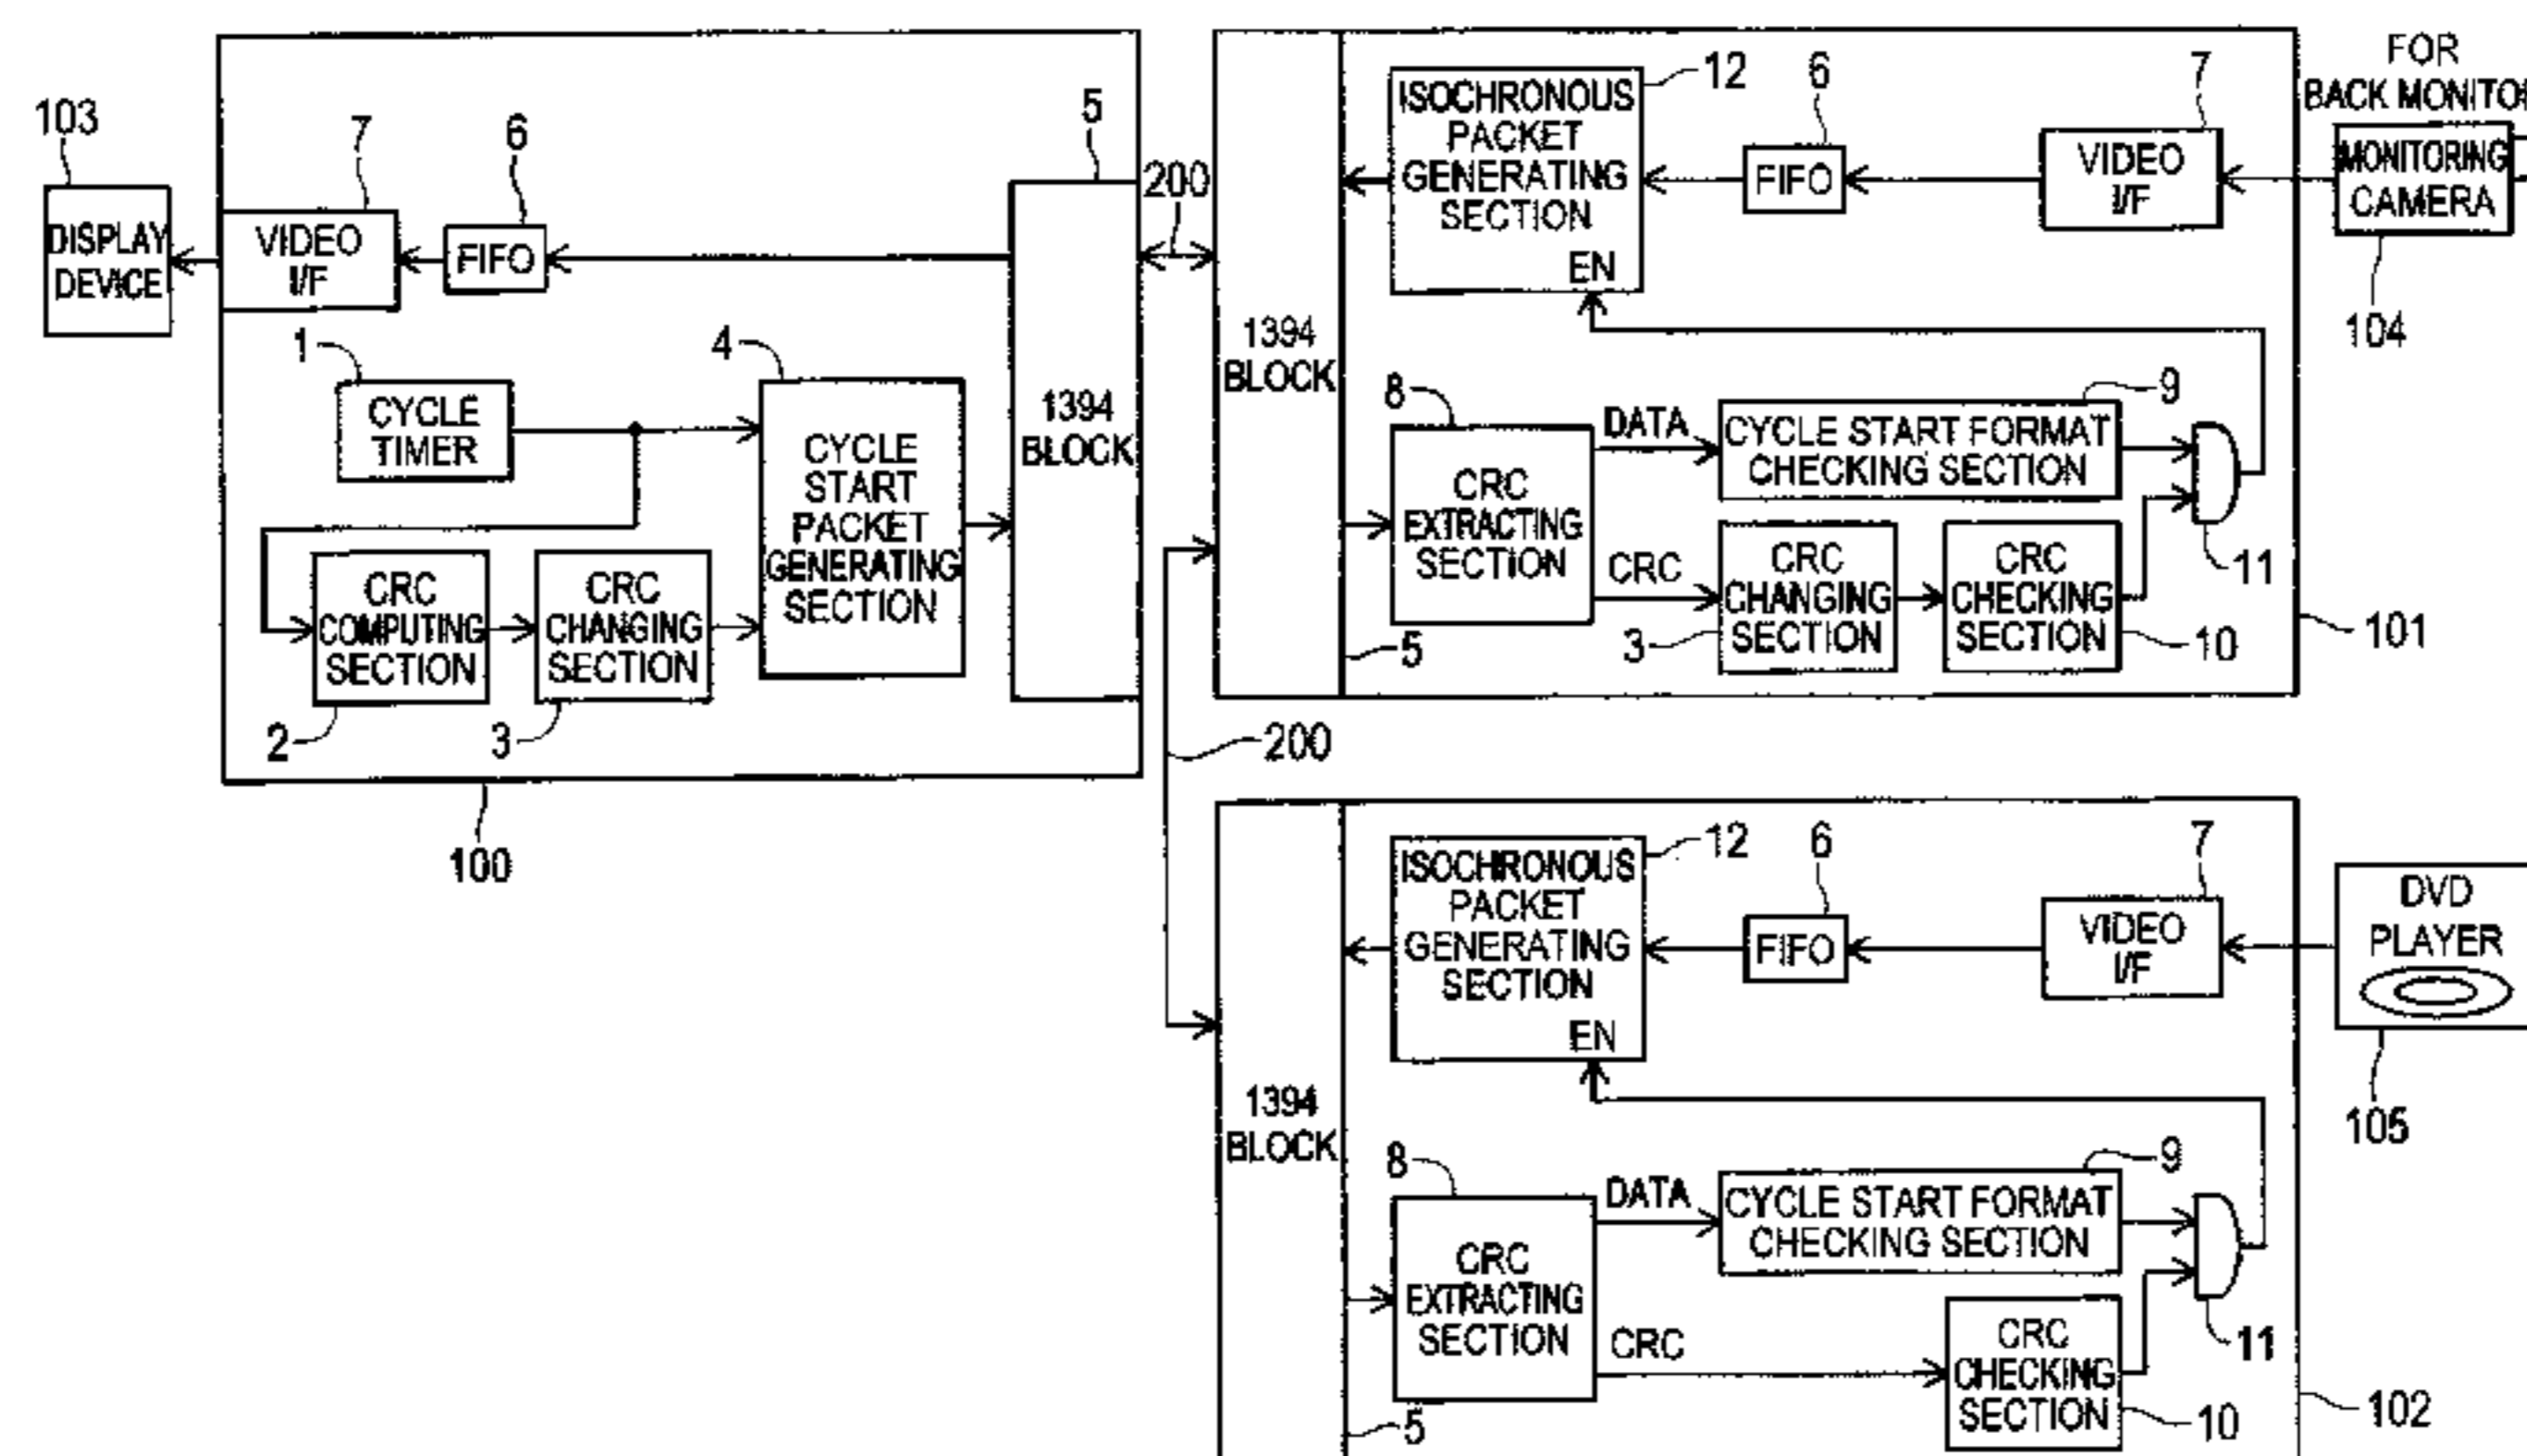 103
DISPLAY
DEVICE
7
VIDEO
I/F
6
FIFO
5
200
1394
BLOCK
1
CYCLE
TIMER
4
CYCLE
START
PACKET
GENERATING
SECTION
CRC
COMPUTING
SECTION
2
CRC
CHANGING
SECTION
3
100
200
12
ISOCHRONOUS
PACKET
GENERATING
SECTION
EN
6
FIFO
7
VIDEO
I/F
FOR
BACK MONITO
MONITORING
CAMERA
104
1394
BLOCK
5
8
CRC
EXTRACTING
SECTION
DATA
CRC
9
CYCLE START FORMAT
CHECKING SECTION
CRC
CHANGING
SECTION
3
CRC
CHECKING
SECTION
10
11
101
12
ISOCHRONOUS
PACKET
GENERATING
SECTION
EN
6
FIFO
7
VIDEO
I/F
DVD
PLAYER
105
1394
BLOCK
5
8
CRC
EXTRACTING
SECTION
DATA
CRC
9
CYCLE START FORMAT
CHECKING SECTION
CRC
CHECKING
SECTION
10
11
102